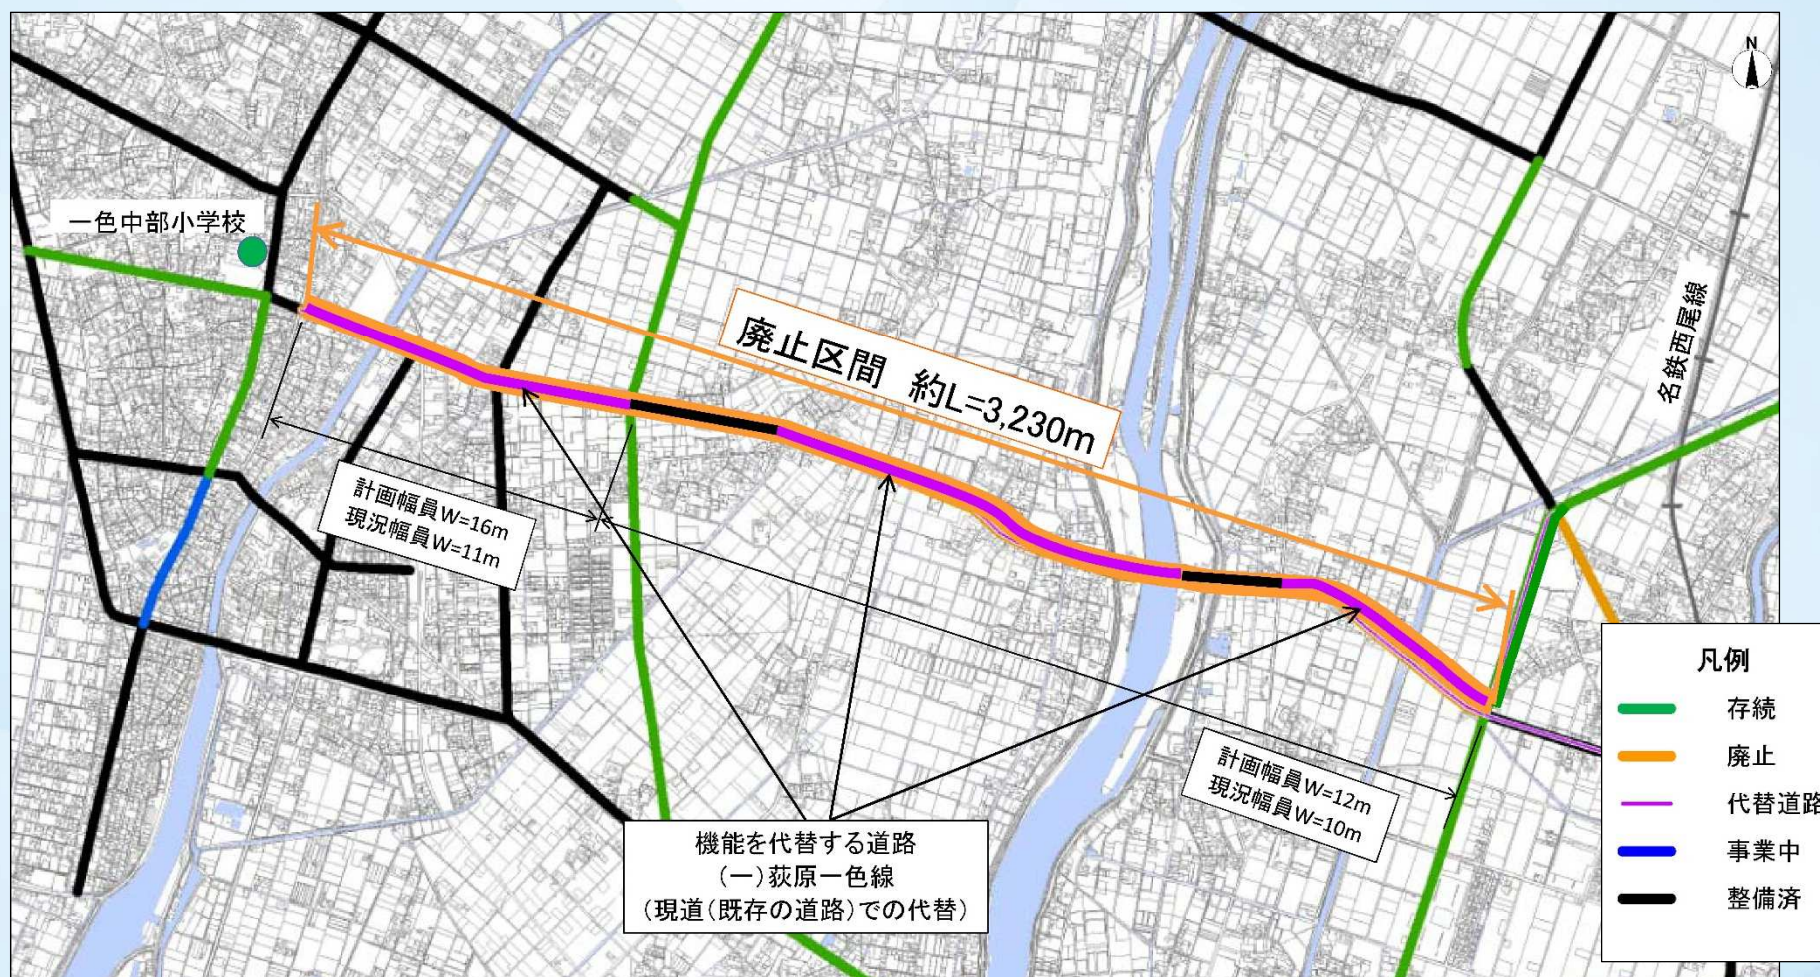 N
一色中部小学校
名鉄西尾線
廃止区間 約L=3,230m
計画幅員W=16m
現況幅員W=11m
計画幅員W=12m
現況幅員W=10m
機能を代替する道路
(一)荻原一色線
(現道(既存の道路)での代替)
凡例
存続
廃止
代替道路
事業中
整備済